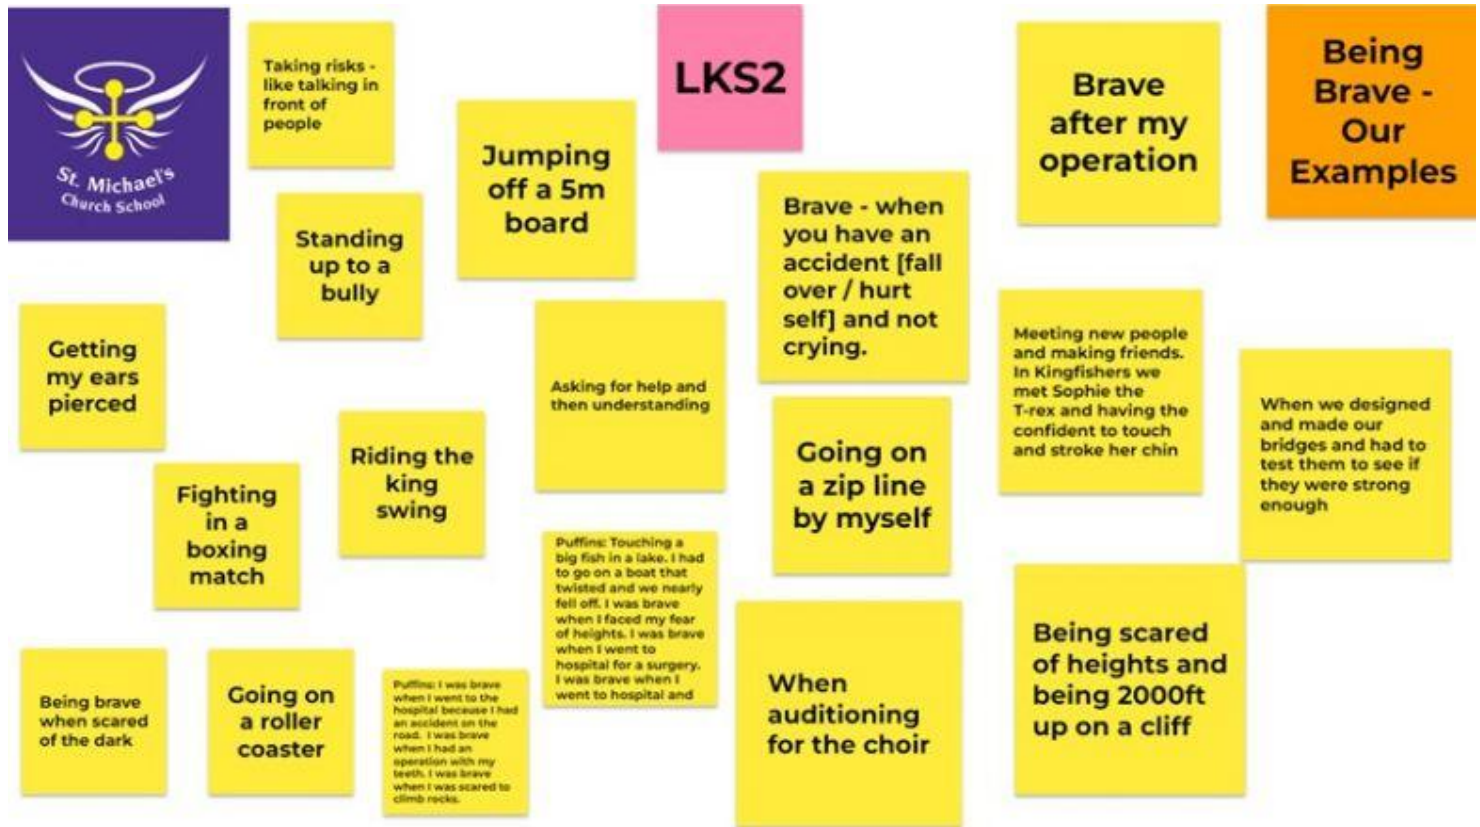 St. Michael's
Church School
Taking risks -
like talking in
front of
people
Jumping
off a 5m
board
LKS2
Brave
after my
operation
Being
Brave -
Our
Examples
Standing
up to a
bully
Brave - when
you have an
accident [fall
over / hurt
self] and not
crying.
Getting
my ears
pierced
Asking for help and
then understanding
Meeting new people
and making friends.
In Kingfishers we
met Sophie the
T-rex and having the
confident to touch
and stroke her chin
When we designed
and made our
bridges and had to
test them to see if
they were strong
enough
Fighting
in a
boxing
match
Riding the
king
swing
Going on
a zip line
by myself
Puffins: Touching a
big fish in a lake. I had
to go on a boat that
twisted and we nearly
fell off. I was brave
when I faced my fear
of heights. I was brave
when I went to
hospital for a surgery.
I was brave when I
went to hospital and
Being brave
when scared
of the dark
Going on
a roller
coaster
Puffins: I was brave
when I went to the
hospital because I had
an accident on the
road. I was brave
when I had an
operation with my
teeth. I was brave
when I was scared to
climb rocks.
When
auditioning
for the choir
Being scared
of heights and
being 2000ft
up on a cliff